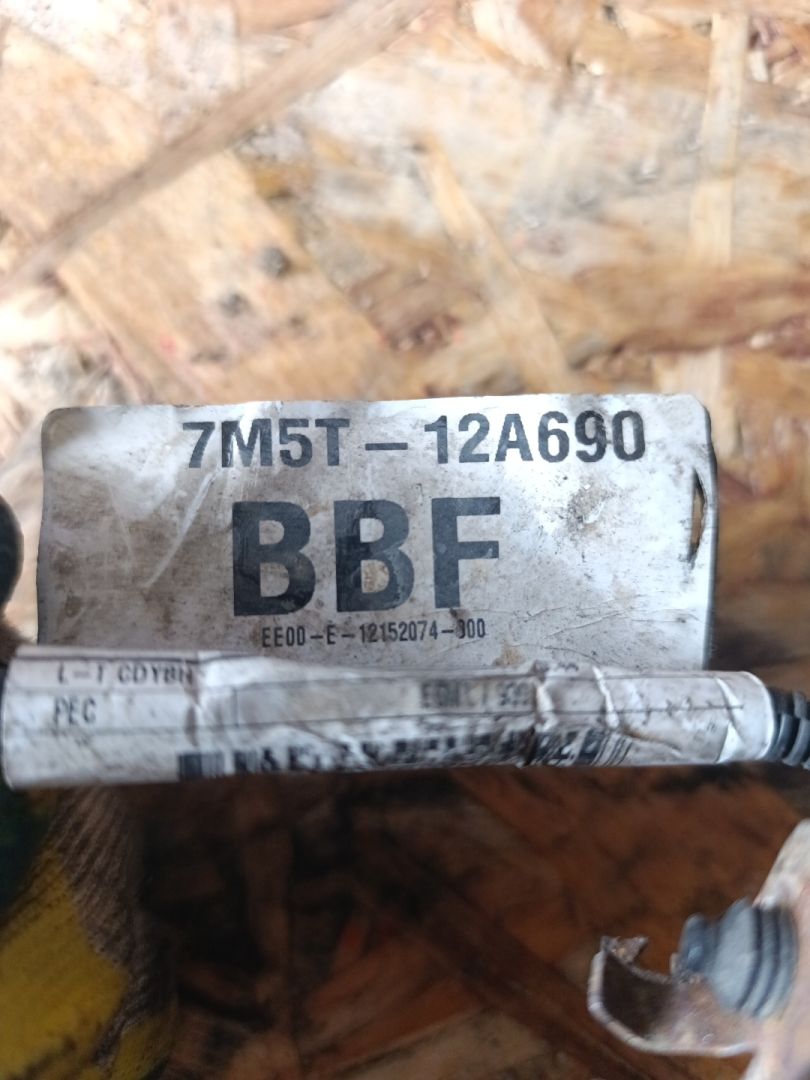 7M5T-12A690
BBF
EE00-E-12152074-000
L-T
PEC